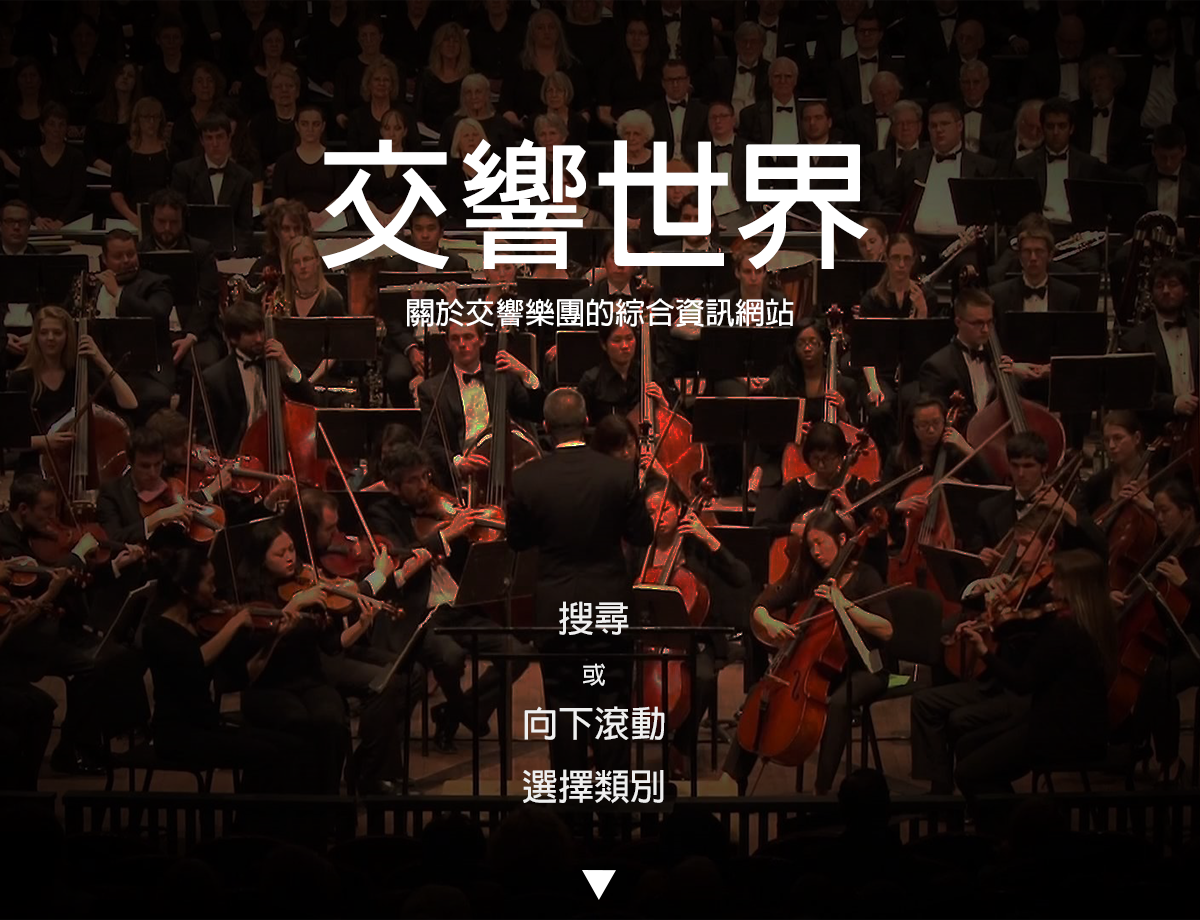 交響世界
關於交響樂團的綜合資訊網站
搜尋
或
向下滾動
選擇類別